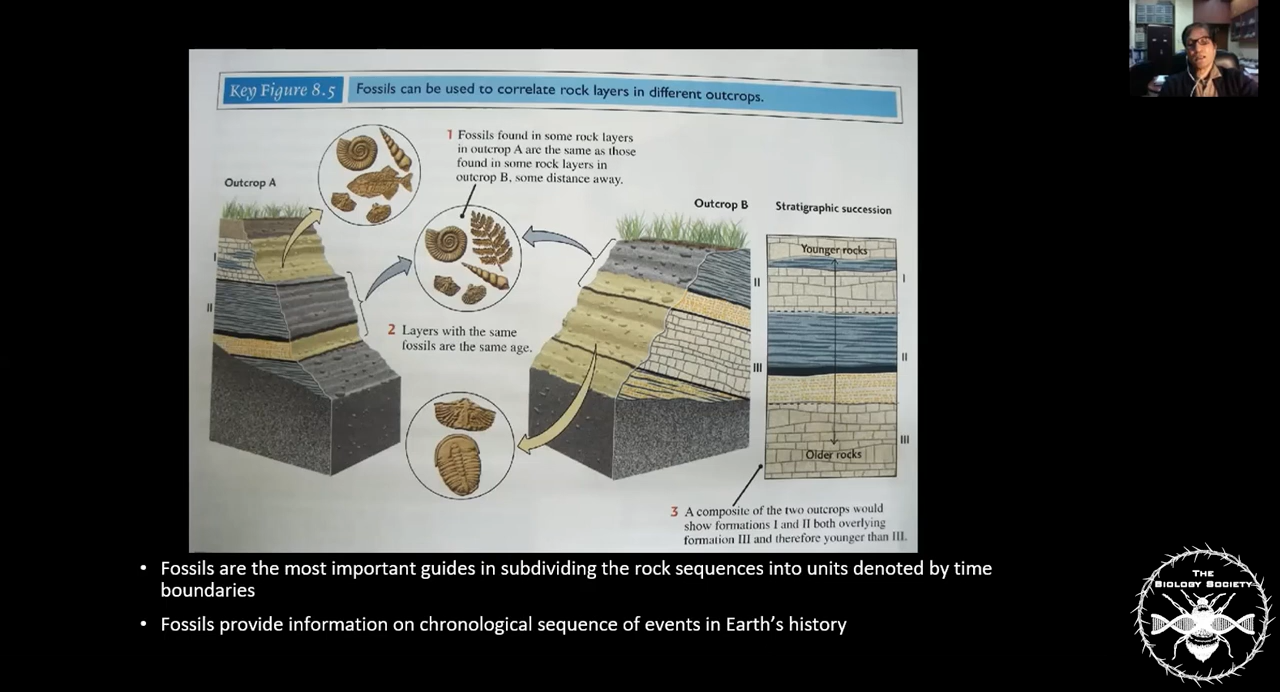 Key Figure 8.5
Fossils can be used to correlate rock layers in different outcrops.
1 Fossils found in some rock layers
in outcrop A are the same as those
found in some rock layers in
outcrop B, some distance away.
Outcrop A
Outcrop B
Stratigraphic succession
Younger rocks
I
I
II
II
2 Layers with the same
fossils are the same age.
II
III
Older rocks
III
3 A composite of the two outcrops would
show formations I and II both overlying
formation III and therefore younger than III.
• Fossils are the most important guides in subdividing the rock sequences into units denoted by time
boundaries
• Fossils provide information on chronological sequence of events in Earth's history
THE
BIOLOGY SOCIETY